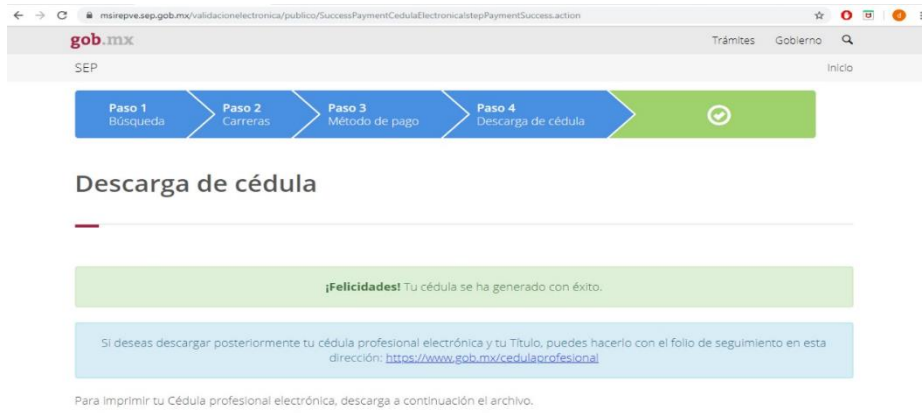 msirepve.sep.gob.mx/validacionelectronica/publico/SuccessPaymentCedulaElectronicaIstepPaymentSuccess.action
gob.mx
Trámites Gobierno
SEP Inicio
Paso 1 Paso 2 Paso 3 Paso 4
Búsqueda Carreras Método de pago Descarga de cédula
Descarga de cédula
¡Felicidades! Tu cédula se ha generado con éxito.
Si deseas descargar posteriormente tu cédula profesional electrónica y tu Título, puedes hacerlo con el folio de seguimiento en esta
dirección: https://www.gob.mx/cedulaprofesional
Para imprimir tu Cédula profesional electrónica, descarga a continuación el archivo.